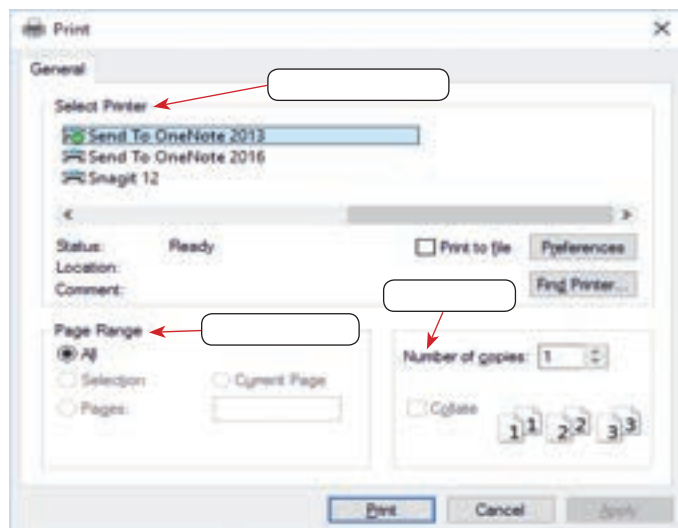 Print
General
Select Printer
Send To OneNote 2013
Send To OneNote 2016
Snagit 12
Status: Ready
Print to file
Preferences
Location:
Comment:
Find Printer...
Page Range
All
Selection
Current Page
Pages:
Number of copies: 1
Collate
1 1 2 2 3 3
Print
Cancel
Apply